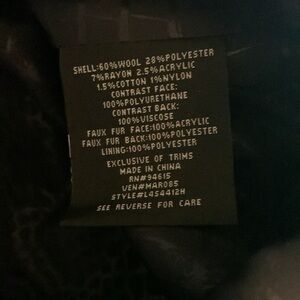 SHELL:60%WOOL 28%POLYESTER
7%RAYON 2.5%ACRYLIC
1.5%COTTON 1%NYLON
CONTRAST FACE:
100%POLYURETHANE
CONTRAST BACK:
100%VISCOSE
FAUX FUR FACE:100%ACRYLIC
FAUX FUR BACK:100%POLYESTER
LINING:100%POLYESTER
EXCLUSIVE OF TRIMS
MADE IN CHINA
RN#94615
VEN#MAR085
STYLE#L454412H
SEE REVERSE FOR CARE